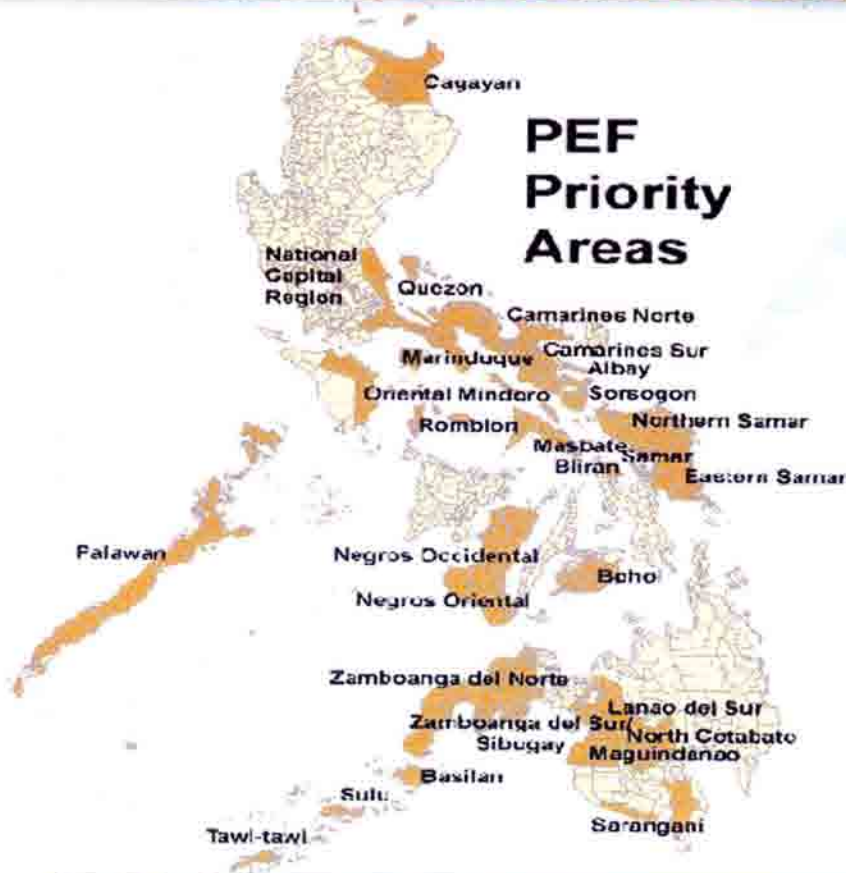 Cagayan
PEF
Priority
Areas
National
Capital
Region
Quezon
Camarines Norte
Marinduque
Camarines Sur
Albay
Oriental Mindoro
Sorsogon
Romblon
Northern Samar
Masbate
Samar
Biliran
Eastern Samar
Palawan
Negros Occidental
Bohol
Negros Oriental
Zamboanga del Norte
Lanao del Sur
Zamboanga del Sur/
North Cotabato
Sibugay
Maguindanao
Basilan
Sulu
Sarangani
Tawi-tawi